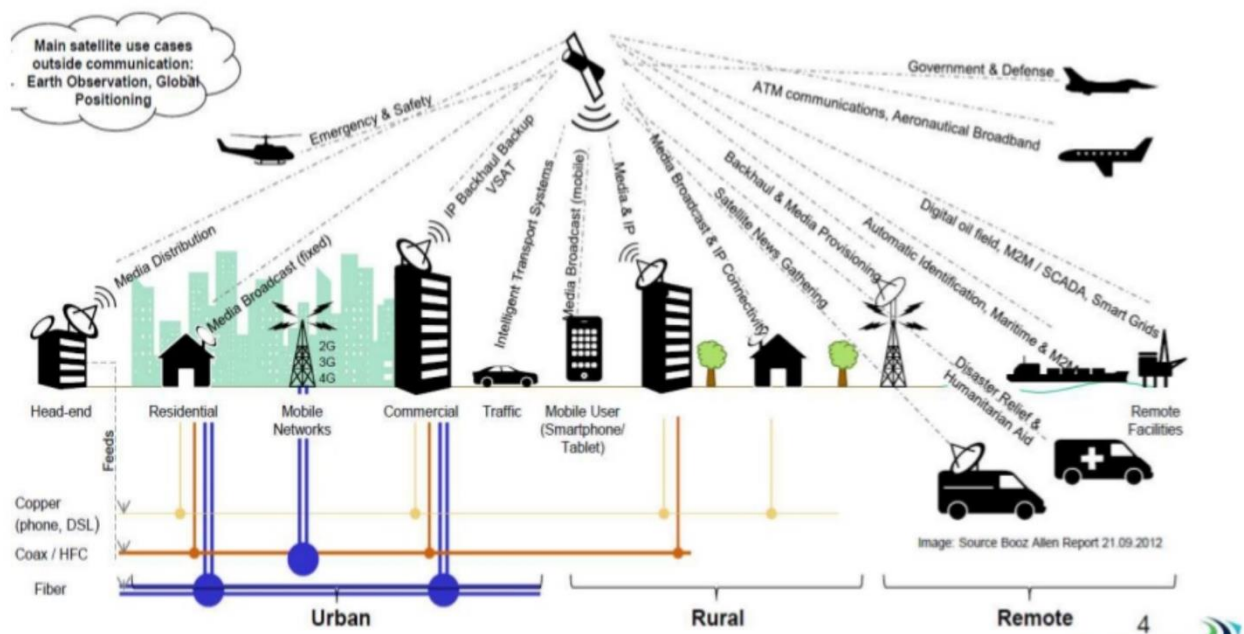 Main satellite use cases
outside communication:
Earth Observation, Global
Positioning
Government & Defense
ATM communications, Aeronautical Broadband
Emergency & Safety
IP Backhaul Backup
VSAT
Intelligent Transport Systems
Media Broadcast (mobile)
Media & IP
Media Broadcast & IP Connectivity
Satellite News Gathering
Backhaul & Media Provisioning
Automatic Identification, Maritime & M2M
Digital oil field, M2M / SCADA, Smart Grids
Media Distribution
Media Broadcast (fixed)
2G
3G
4G
Disaster Relief &
Humanitarian Aid
Head-end
Residential
Mobile
Networks
Commercial
Traffic
Mobile User
(Smartphone/
Tablet)
Remote
Facilities
Feeds
Copper
(phone, DSL)
Coax / HFC
Fiber
Image: Source Booz Allen Report 21.09.2012
Urban
Rural
Remote
4